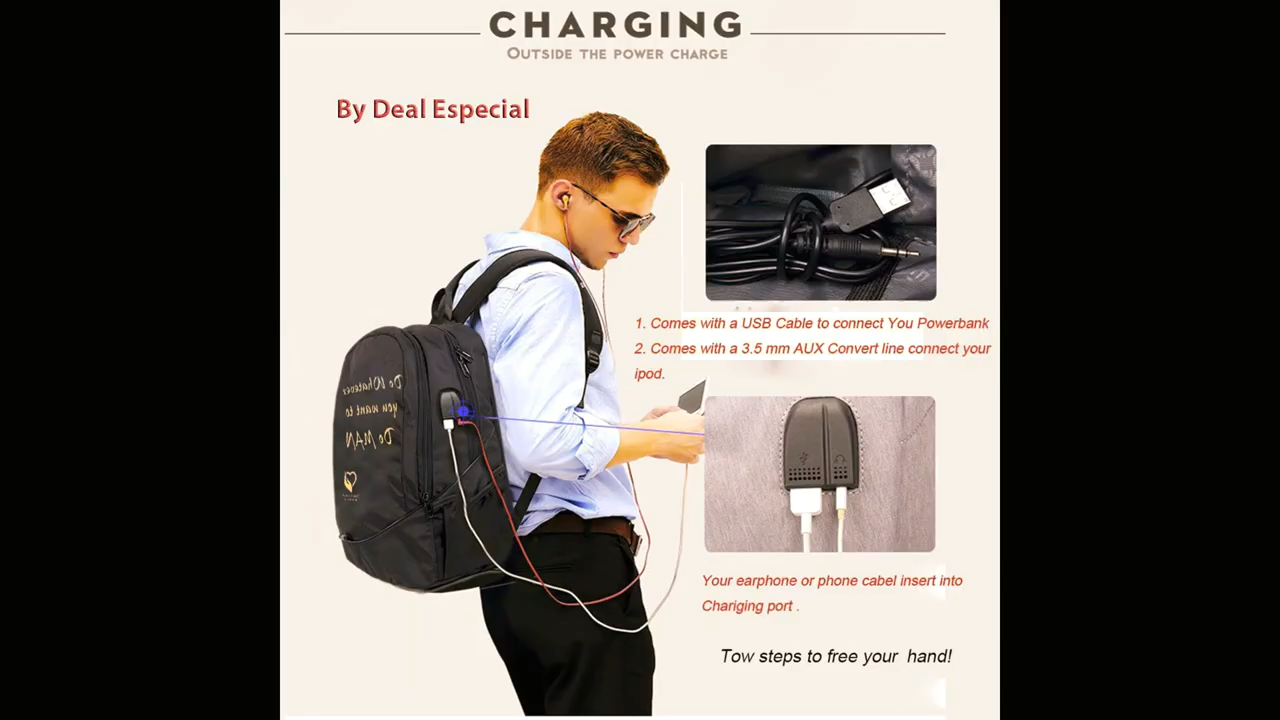 CHARGING
OUTSIDE THE POWER CHARGE
By Deal Especial
1. Comes with a USB Cable to connect You Powerbank
2. Comes with a 3.5 mm AUX Convert line connect your
ipod.
Do Whatever
you want to
Do MAN
Your earphone or phone cabel insert into
Chariging port .
Tow steps to free your hand!